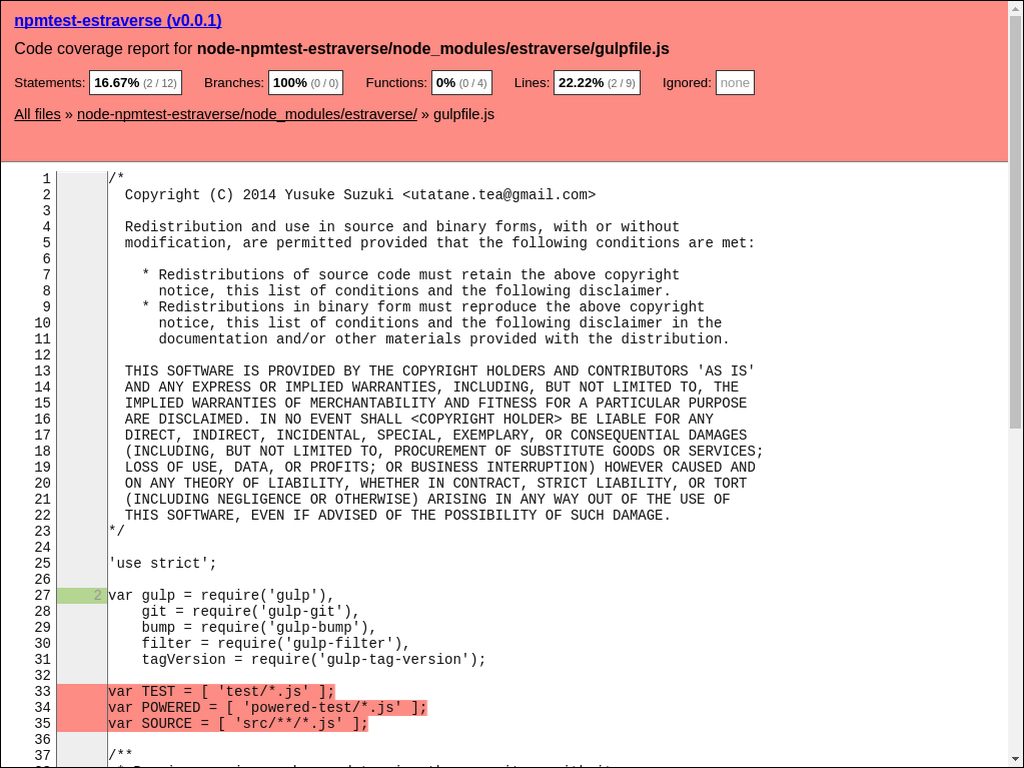 npmtest-estraverse (v0.0.1)
Code coverage report for node-npmtest-estraverse/node_modules/estraverse/gulpfile.js
Statements: 16.67% (2 / 12) Branches: 100% (0 / 0) Functions: 0% (0 / 4) Lines: 22.22% (2 / 9) Ignored: none
All files » node-npmtest-estraverse/node_modules/estraverse/ » gulpfile.js
1 /*
2   Copyright (C) 2014 Yusuke Suzuki <utatane.tea@gmail.com>
3
4   Redistribution and use in source and binary forms, with or without
5   modification, are permitted provided that the following conditions are met:
6
7     * Redistributions of source code must retain the above copyright
8       notice, this list of conditions and the following disclaimer.
9     * Redistributions in binary form must reproduce the above copyright
10       notice, this list of conditions and the following disclaimer in the
11       documentation and/or other materials provided with the distribution.
12
13   THIS SOFTWARE IS PROVIDED BY THE COPYRIGHT HOLDERS AND CONTRIBUTORS 'AS IS'
14   AND ANY EXPRESS OR IMPLIED WARRANTIES, INCLUDING, BUT NOT LIMITED TO, THE
15   IMPLIED WARRANTIES OF MERCHANTABILITY AND FITNESS FOR A PARTICULAR PURPOSE
16   ARE DISCLAIMED. IN NO EVENT SHALL <COPYRIGHT HOLDER> BE LIABLE FOR ANY
17   DIRECT, INDIRECT, INCIDENTAL, SPECIAL, EXEMPLARY, OR CONSEQUENTIAL DAMAGES
18   (INCLUDING, BUT NOT LIMITED TO, PROCUREMENT OF SUBSTITUTE GOODS OR SERVICES;
19   LOSS OF USE, DATA, OR PROFITS; OR BUSINESS INTERRUPTION) HOWEVER CAUSED AND
20   ON ANY THEORY OF LIABILITY, WHETHER IN CONTRACT, STRICT LIABILITY, OR TORT
21   (INCLUDING NEGLIGENCE OR OTHERWISE) ARISING IN ANY WAY OUT OF THE USE OF
22   THIS SOFTWARE, EVEN IF ADVISED OF THE POSSIBILITY OF SUCH DAMAGE.
23 */
24
25 'use strict';
26
27 2 var gulp = require('gulp'),
28     git = require('gulp-git'),
29     bump = require('gulp-bump'),
30     filter = require('gulp-filter'),
31     tagVersion = require('gulp-tag-version');
32
33 var TEST = [ 'test/*.js' ];
34 var POWERED = [ 'powered-test/*.js' ];
35 var SOURCE = [ 'src/**/*.js' ];
36
37 /**